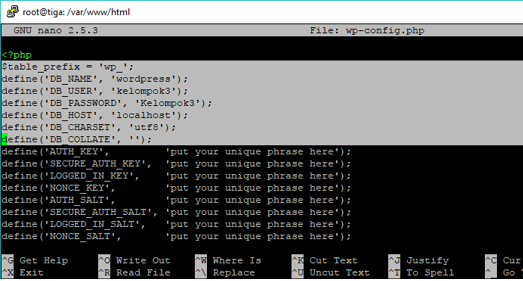 root@tiga: /var/www/html
GNU nano 2.5.3 File: wp-config.php
<?php
$table_prefix = 'wp_';
define('DB_NAME', 'wordpress');
define('DB_USER', 'kelompok3');
define('DB_PASSWORD', 'Kelompok3');
define('DB_HOST', 'localhost');
define('DB_CHARSET', 'utf8');
define('DB_COLLATE', '');
define('AUTH_KEY', 'put your unique phrase here');
define('SECURE_AUTH_KEY', 'put your unique phrase here');
define('LOGGED_IN_KEY', 'put your unique phrase here');
define('NONCE_KEY', 'put your unique phrase here');
define('AUTH_SALT', 'put your unique phrase here');
define('SECURE_AUTH_SALT', 'put your unique phrase here');
define('LOGGED_IN_SALT', 'put your unique phrase here');
define('NONCE_SALT', 'put your unique phrase here');
^G Get Help ^O Write Out ^W Where Is ^K Cut Text ^J Justify ^C Cur
^X Exit ^R Read File ^\ Replace ^U Uncut Text ^T To Spell ^_ Go